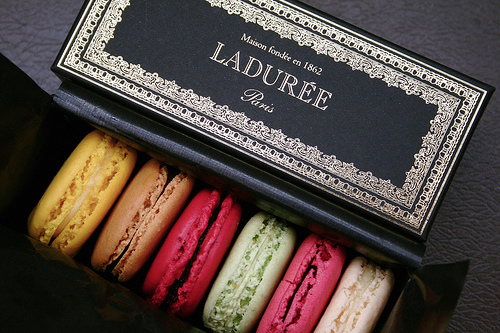 Maison fondée en 1862
LADURÉE
Paris